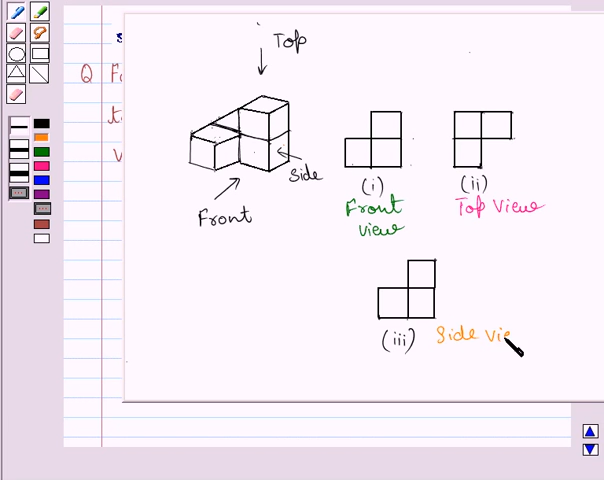 Top
Q
Side
Front
(i)
(ii)
Front
view
Top View
(iii)
Side Vie